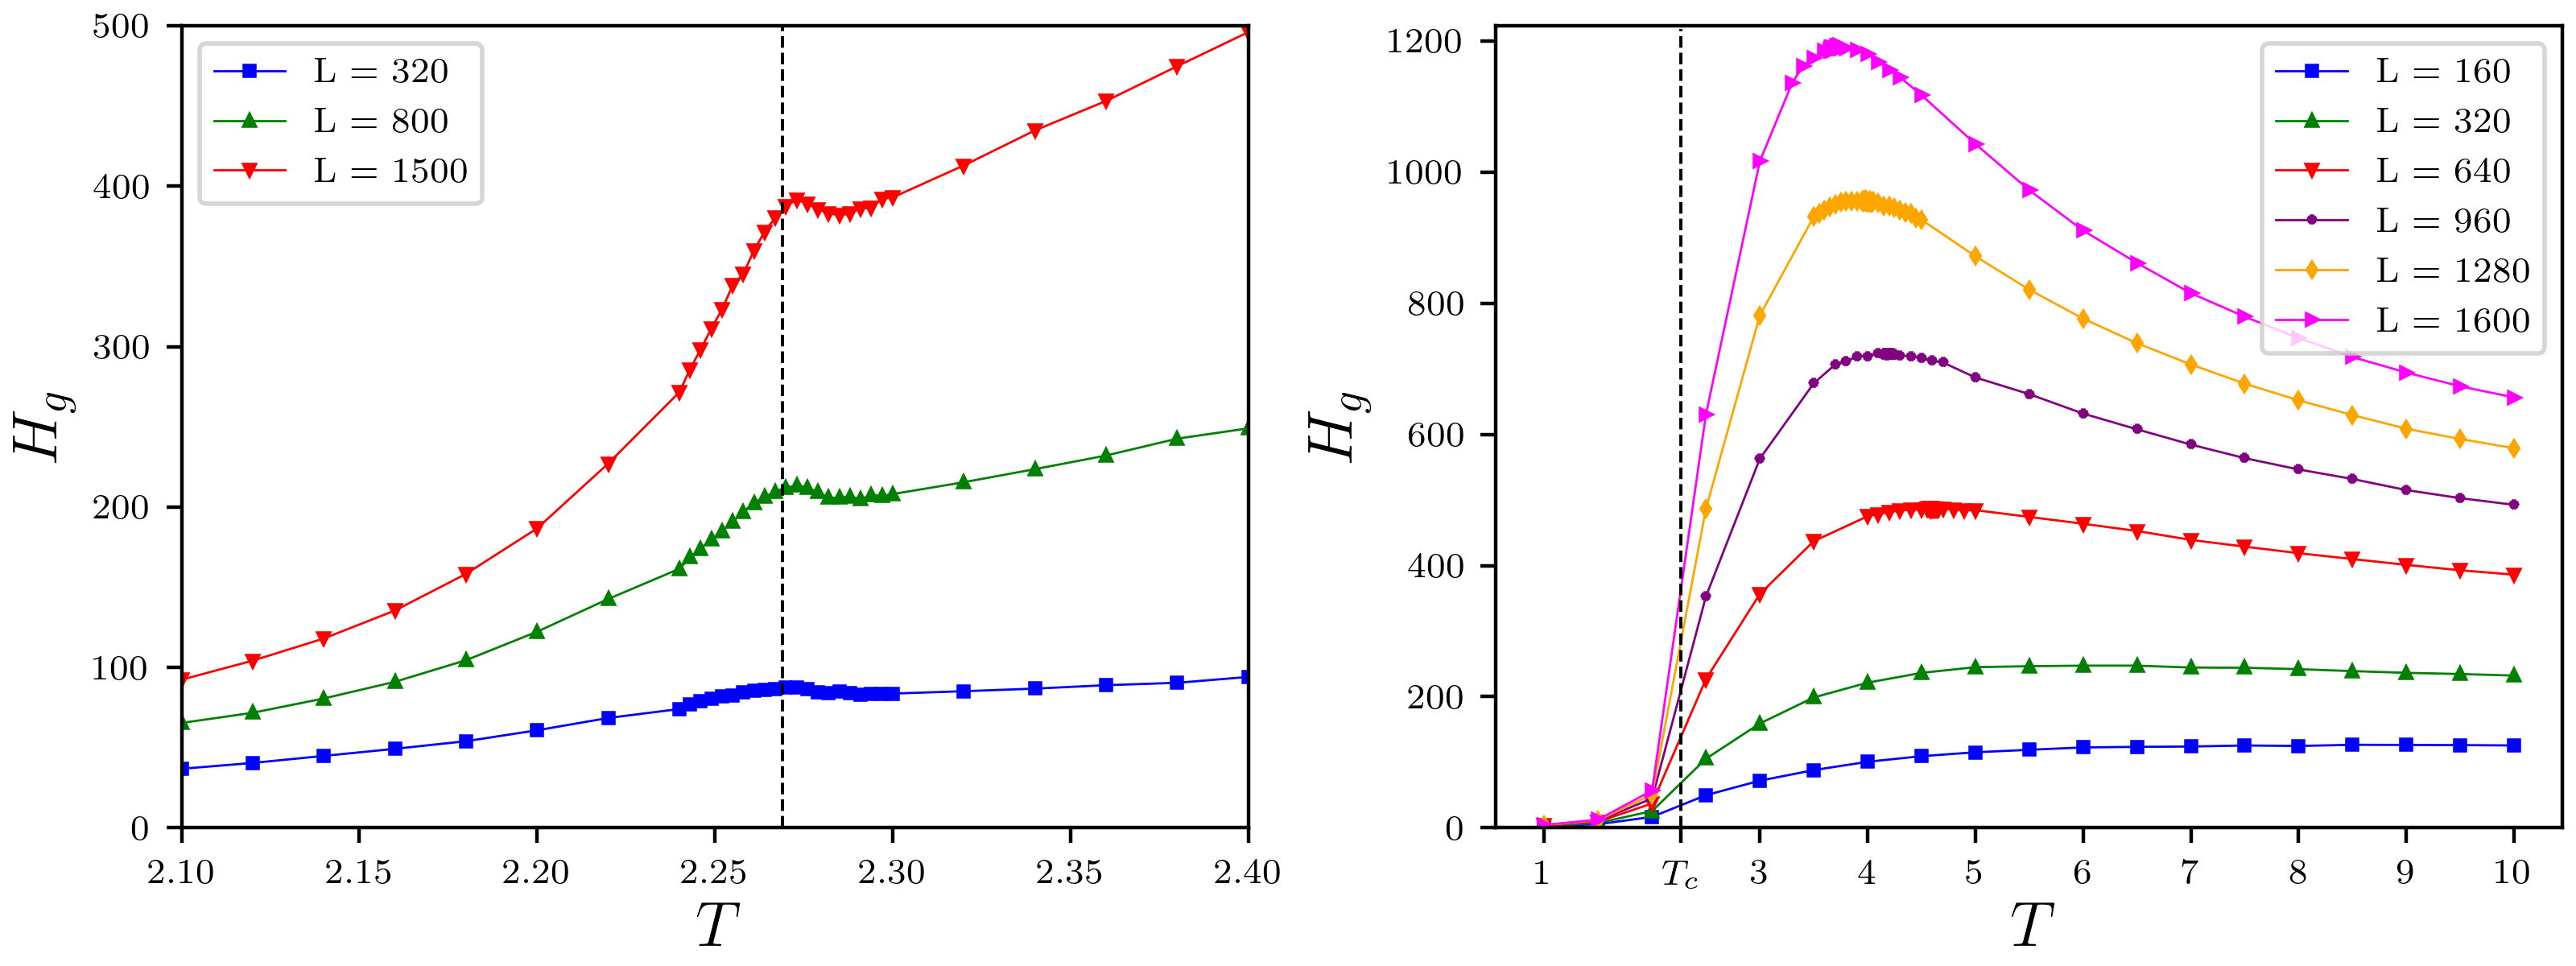 500
400
300
200
100
0
H_g
L = 320
L = 800
L = 1500
2.10 2.15 2.20 2.25 2.30 2.35 2.40
T
1200
1000
800
600
400
200
0
H_g
L = 160
L = 320
L = 640
L = 960
L = 1280
L = 1600
1 T_c 3 4 5 6 7 8 9 10
T